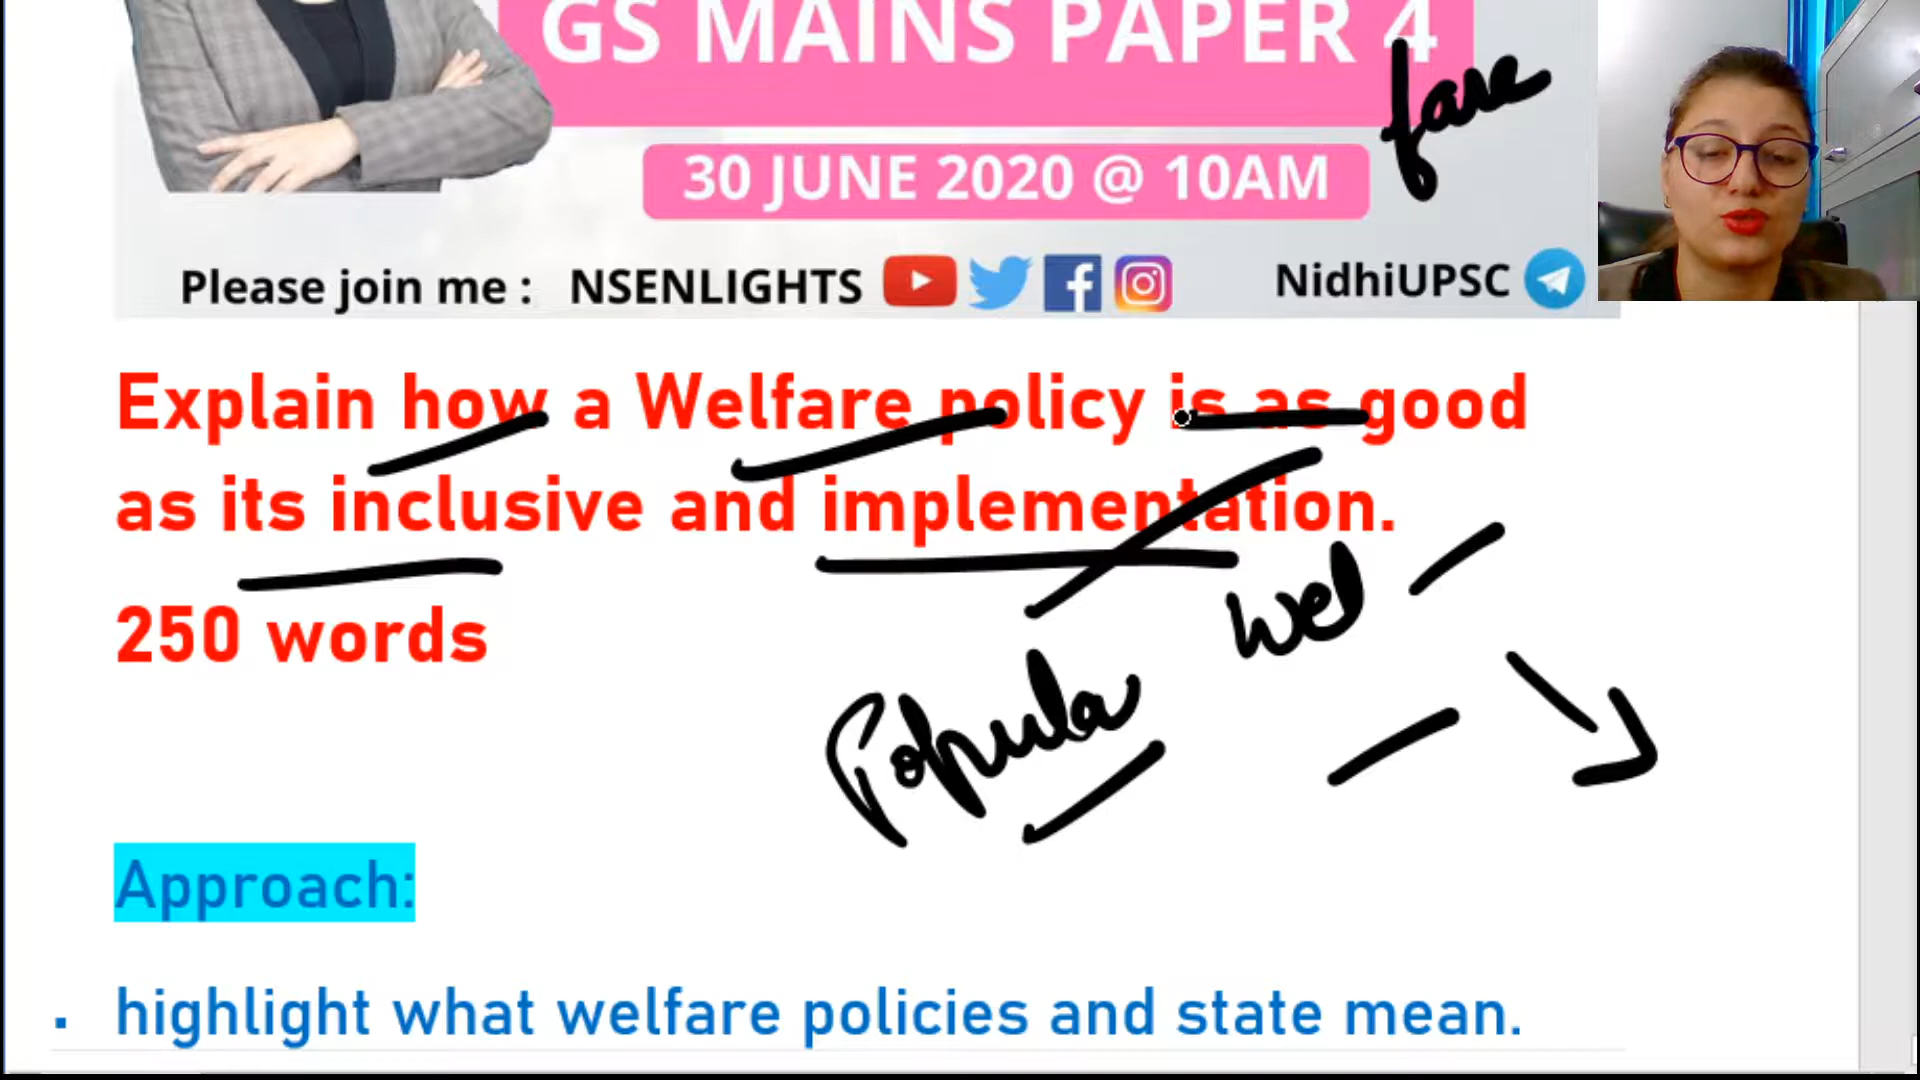 GS MAINS PAPER 4
fare
30 JUNE 2020 @ 10AM
Please join me : NSENLIGHTS NidhiUPSC
Explain how a Welfare policy is as good
as its inclusive and implementation.
250 words
Wel
Popula
Approach:
▪ highlight what welfare policies and state mean.